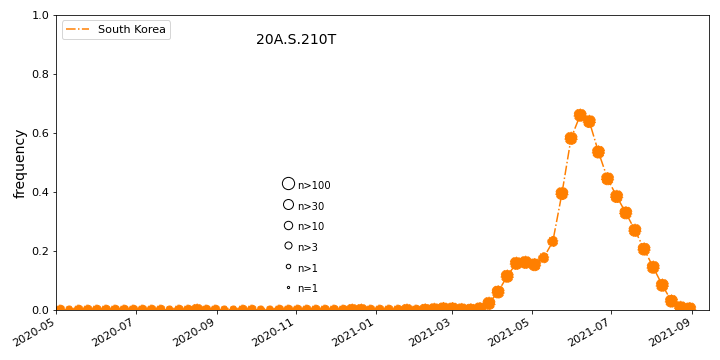 South Korea
20A.S.210T
frequency
1.0
0.8
0.6
0.4
0.2
0.0
n>100
n>30
n>10
n>3
n>1
n=1
2020-05
2020-07
2020-09
2020-11
2021-01
2021-03
2021-05
2021-07
2021-09